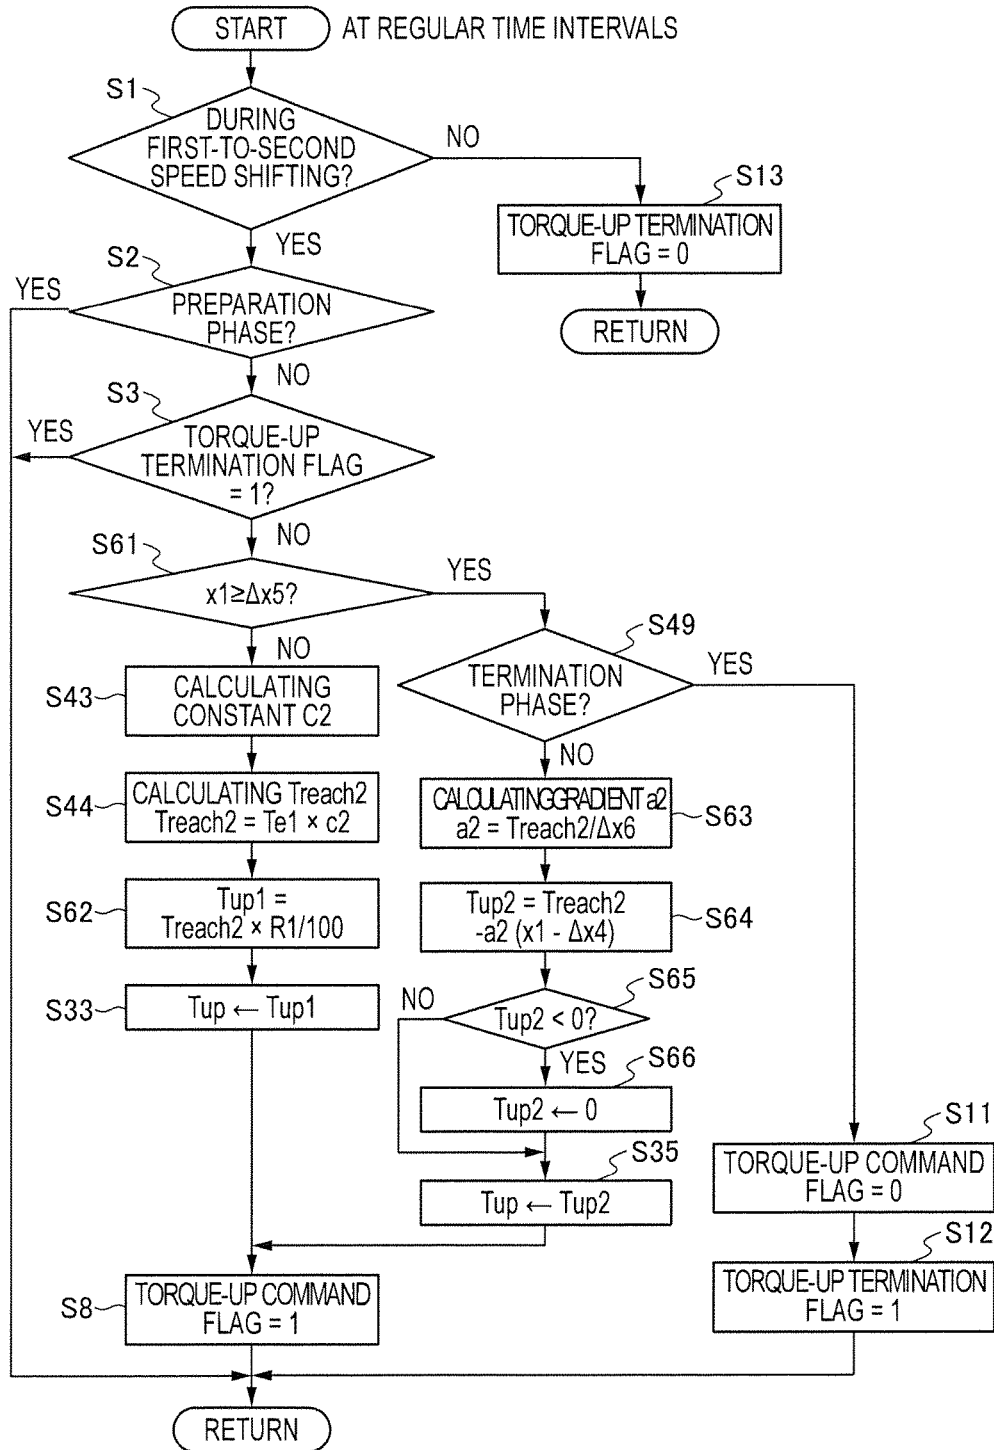 START
AT REGULAR TIME INTERVALS
S1
DURING
FIRST-TO-SECOND
SPEED SHIFTING?
NO
YES
S13
TORQUE-UP TERMINATION
FLAG = 0
RETURN
S2
YES
PREPARATION
PHASE?
NO
S3
YES
TORQUE-UP
TERMINATION FLAG
= 1?
NO
S61
x1≥Δx5?
YES
NO
S49
TERMINATION
PHASE?
YES
NO
S43
CALCULATING
CONSTANT C2
S44
CALCULATING Treach2
Treach2 = Te1 × c2
S62
Tup1 =
Treach2 × R1/100
S33
Tup ← Tup1
CALCULATINGGRADIENT a2
a2 = Treach2/Δx6
S63
Tup2 = Treach2
-a2 (x1 - Δx4)
S64
S65
NO
Tup2 < 0?
YES
S66
Tup2 ← 0
S35
Tup ← Tup2
S11
TORQUE-UP COMMAND
FLAG = 0
S12
TORQUE-UP TERMINATION
FLAG = 1
S8
TORQUE-UP COMMAND
FLAG = 1
RETURN